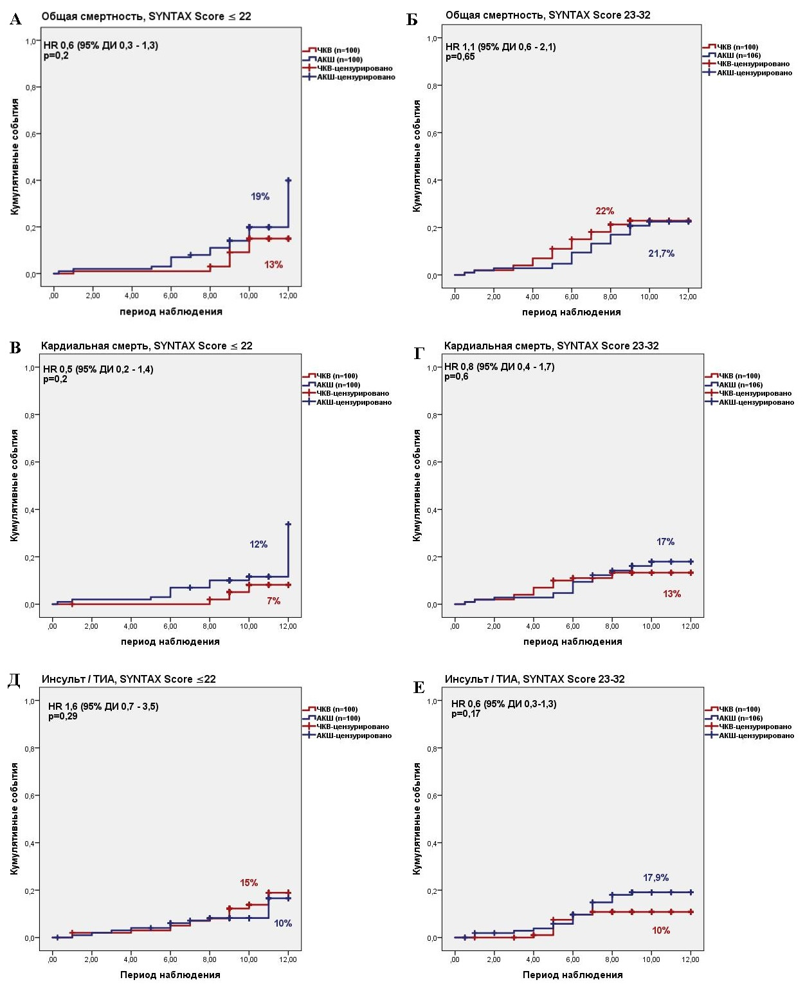 А
Общая смертность, SYNTAX Score ≤ 22
HR 0,6 (95% ДИ 0,3 - 1,3)
p=0,2
1,0
0,8
0,6
0,4
0,2
0,0
Кумулятивные события
19%
13%
,00 2,00 4,00 6,00 8,00 10,00 12,00
период наблюдения
ЧКВ (n=100)
АКШ (n=100)
ЧКВ-цензурировано
АКШ-цензурировано
Б
Общая смертность, SYNTAX Score 23-32
HR 1,1 (95% ДИ 0,6 - 2,1)
p=0,65
1,0
0,8
0,6
0,4
0,2
0,0
Кумулятивные события
22%
21,7%
,00 2,00 4,00 6,00 8,00 10,00 12,00
период наблюдения
ЧКВ (n=100)
АКШ (n=106)
ЧКВ-цензурировано
АКШ-цензурировано
В
Кардиальная смерть, SYNTAX Score ≤ 22
HR 0,5 (95% ДИ 0,2 - 1,4)
p=0,2
1,0
0,8
0,6
0,4
0,2
0,0
Кумулятивные события
12%
7%
,00 2,00 4,00 6,00 8,00 10,00 12,00
период наблюдения
ЧКВ (n=100)
АКШ (n=100)
ЧКВ-цензурировано
АКШ-цензурировано
Г
Кардиальная смерть, SYNTAX Score 23-32
HR 0,8 (95% ДИ 0,4 - 1,7)
p=0,6
1,0
0,8
0,6
0,4
0,2
0,0
Кумулятивные события
17%
13%
,00 2,00 4,00 6,00 8,00 10,00 12,00
период наблюдения
ЧКВ (n=100)
АКШ (n=106)
ЧКВ-цензурировано
АКШ-цензурировано
Д
Инсульт / ТИА, SYNTAX Score ≤22
HR 1,6 (95% ДИ 0,7 - 3,5)
p=0,29
1,0
0,8
0,6
0,4
0,2
0,0
Кумулятивные события
15%
10%
,00 2,00 4,00 6,00 8,00 10,00 12,00
Период наблюдения
ЧКВ (n=100)
АКШ (n=100)
ЧКВ-цензурировано
АКШ-цензурировано
Е
Инсульт / ТИА, SYNTAX Score 23-32
HR 0,6 (95% ДИ 0,3-1,3)
p=0,17
1,0
0,8
0,6
0,4
0,2
0,0
Кумулятивные события
17,9%
10%
,00 2,00 4,00 6,00 8,00 10,00 12,00
Период наблюдения
ЧКВ (n=100)
АКШ (n=106)
ЧКВ-цензурировано
АКШ-цензурировано